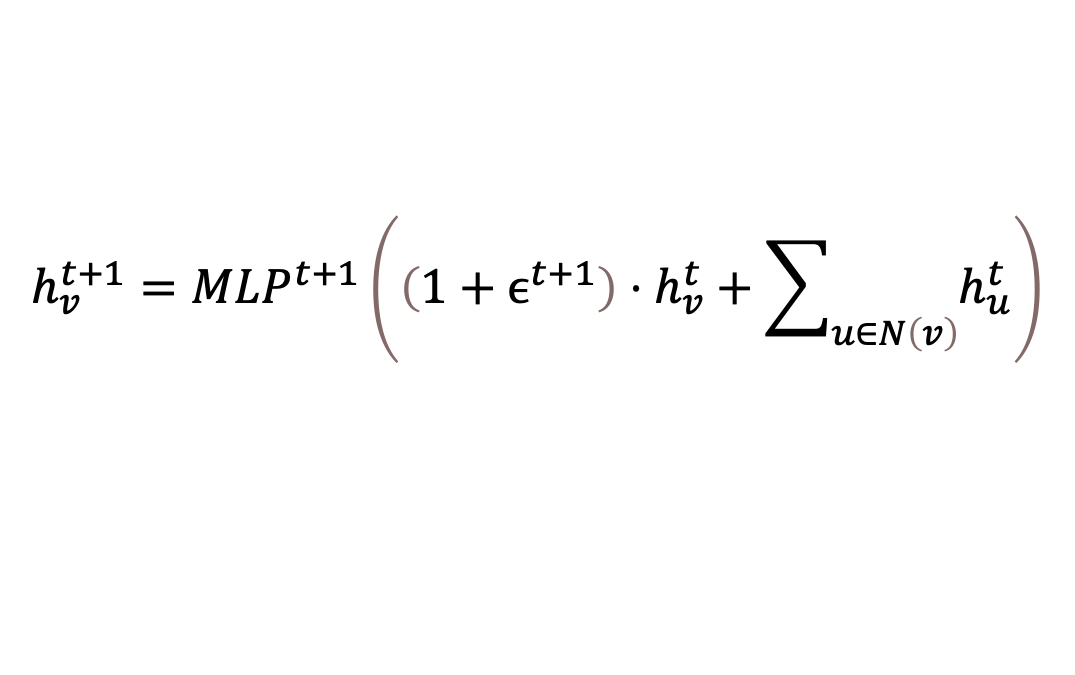 h_v^{t+1} = MLP^{t+1} ( (1 + ϵ^{t+1}) · h_v^t + ∑_{u∈N(v)} h_u^t )